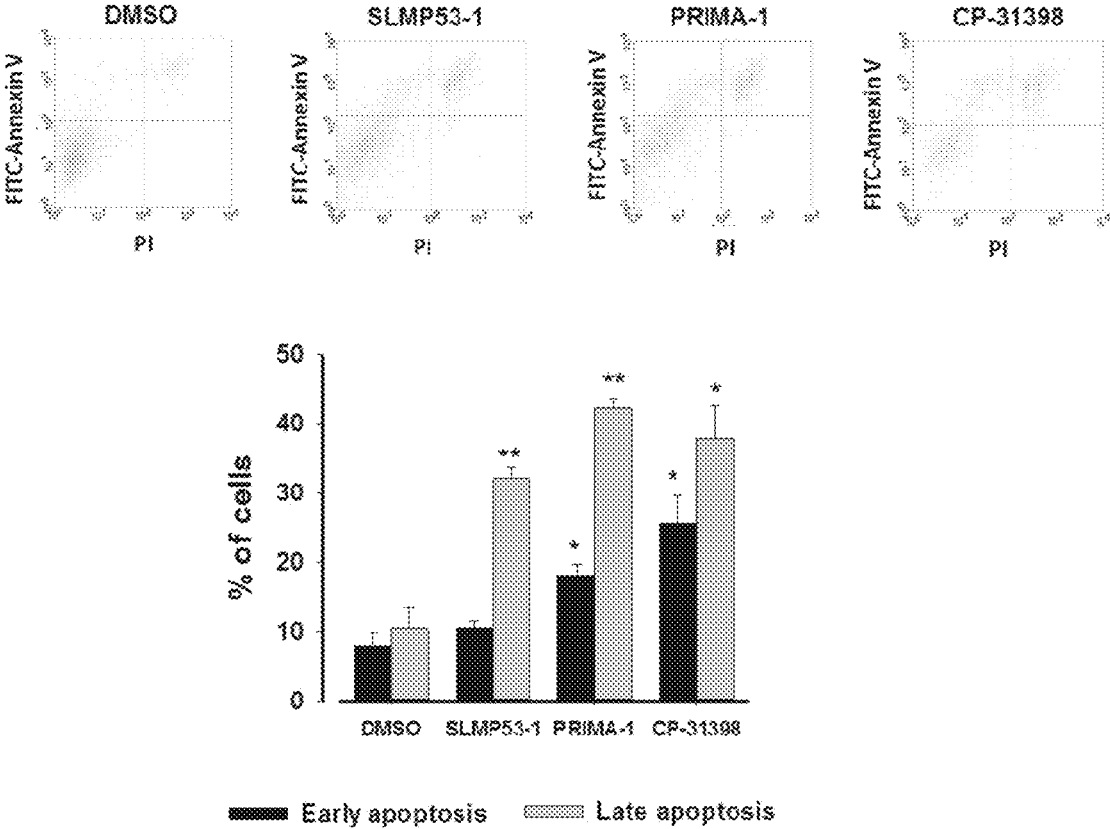 DMSO SLMP53-1 PRIMA-1 CP-31398
FITC-Annexin V FITC-Annexin V FITC-Annexin V FITC-Annexin V
PI PI PI PI
% of cells
50
40
30
20
10
0
** ** *
* *
DMSO SLMP53-1 PRIMA-1 CP-31398
Early apoptosis Late apoptosis